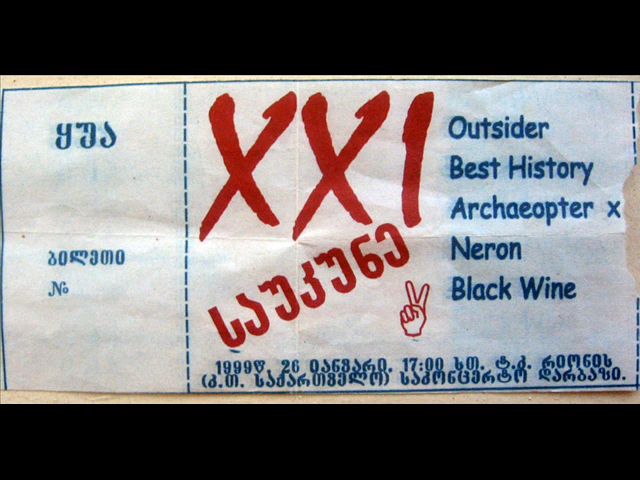 ყუა
ბილეთი
№
XXI
საუკუნე
Outsider
Best History
Archaeopter x
Neron
Black Wine
1999წ 26 იანვარი, 17:00 სთ. ტ.კ. რიონის
(კ.თ. საქართველო) საკონცერტო დარბაზი.